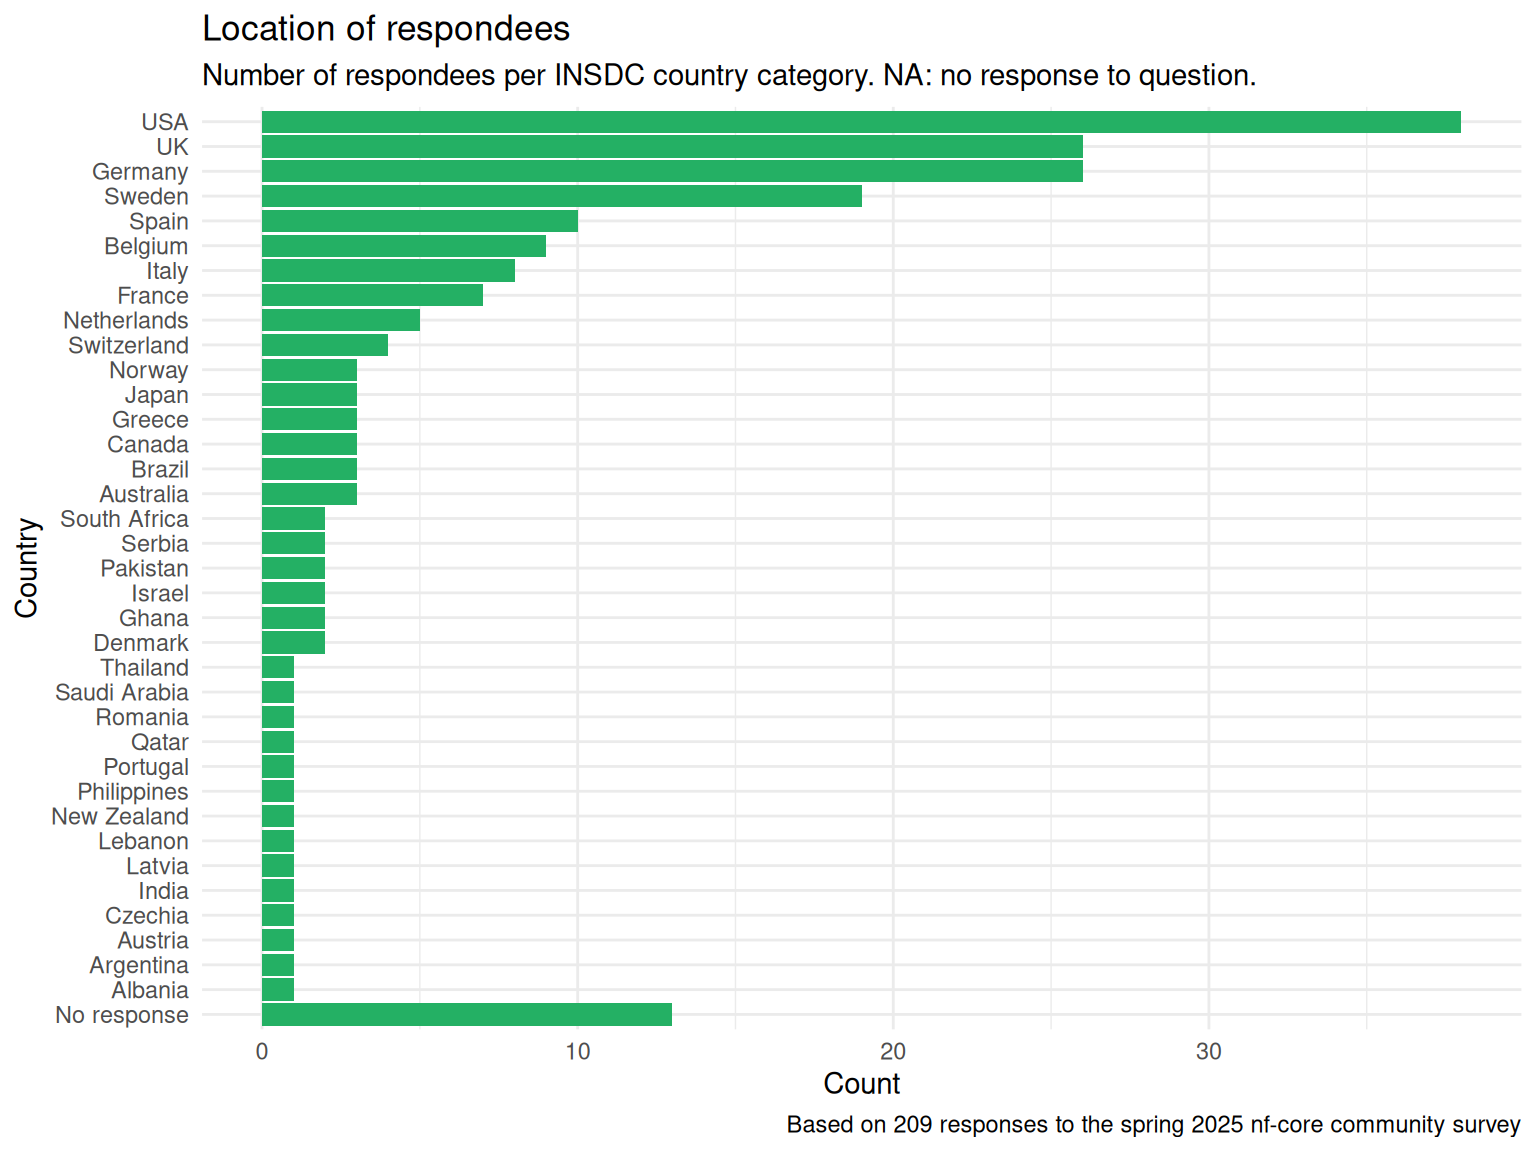 Location of respondees
Number of respondees per INSDC country category. NA: no response to question.
USA
UK
Germany
Sweden
Spain
Belgium
Italy
France
Netherlands
Switzerland
Norway
Japan
Greece
Canada
Brazil
Australia
South Africa
Serbia
Pakistan
Israel
Ghana
Denmark
Thailand
Saudi Arabia
Romania
Qatar
Portugal
Philippines
New Zealand
Lebanon
Latvia
India
Czechia
Austria
Argentina
Albania
No response
Country
0 10 20 30
Count
Based on 209 responses to the spring 2025 nf-core community survey